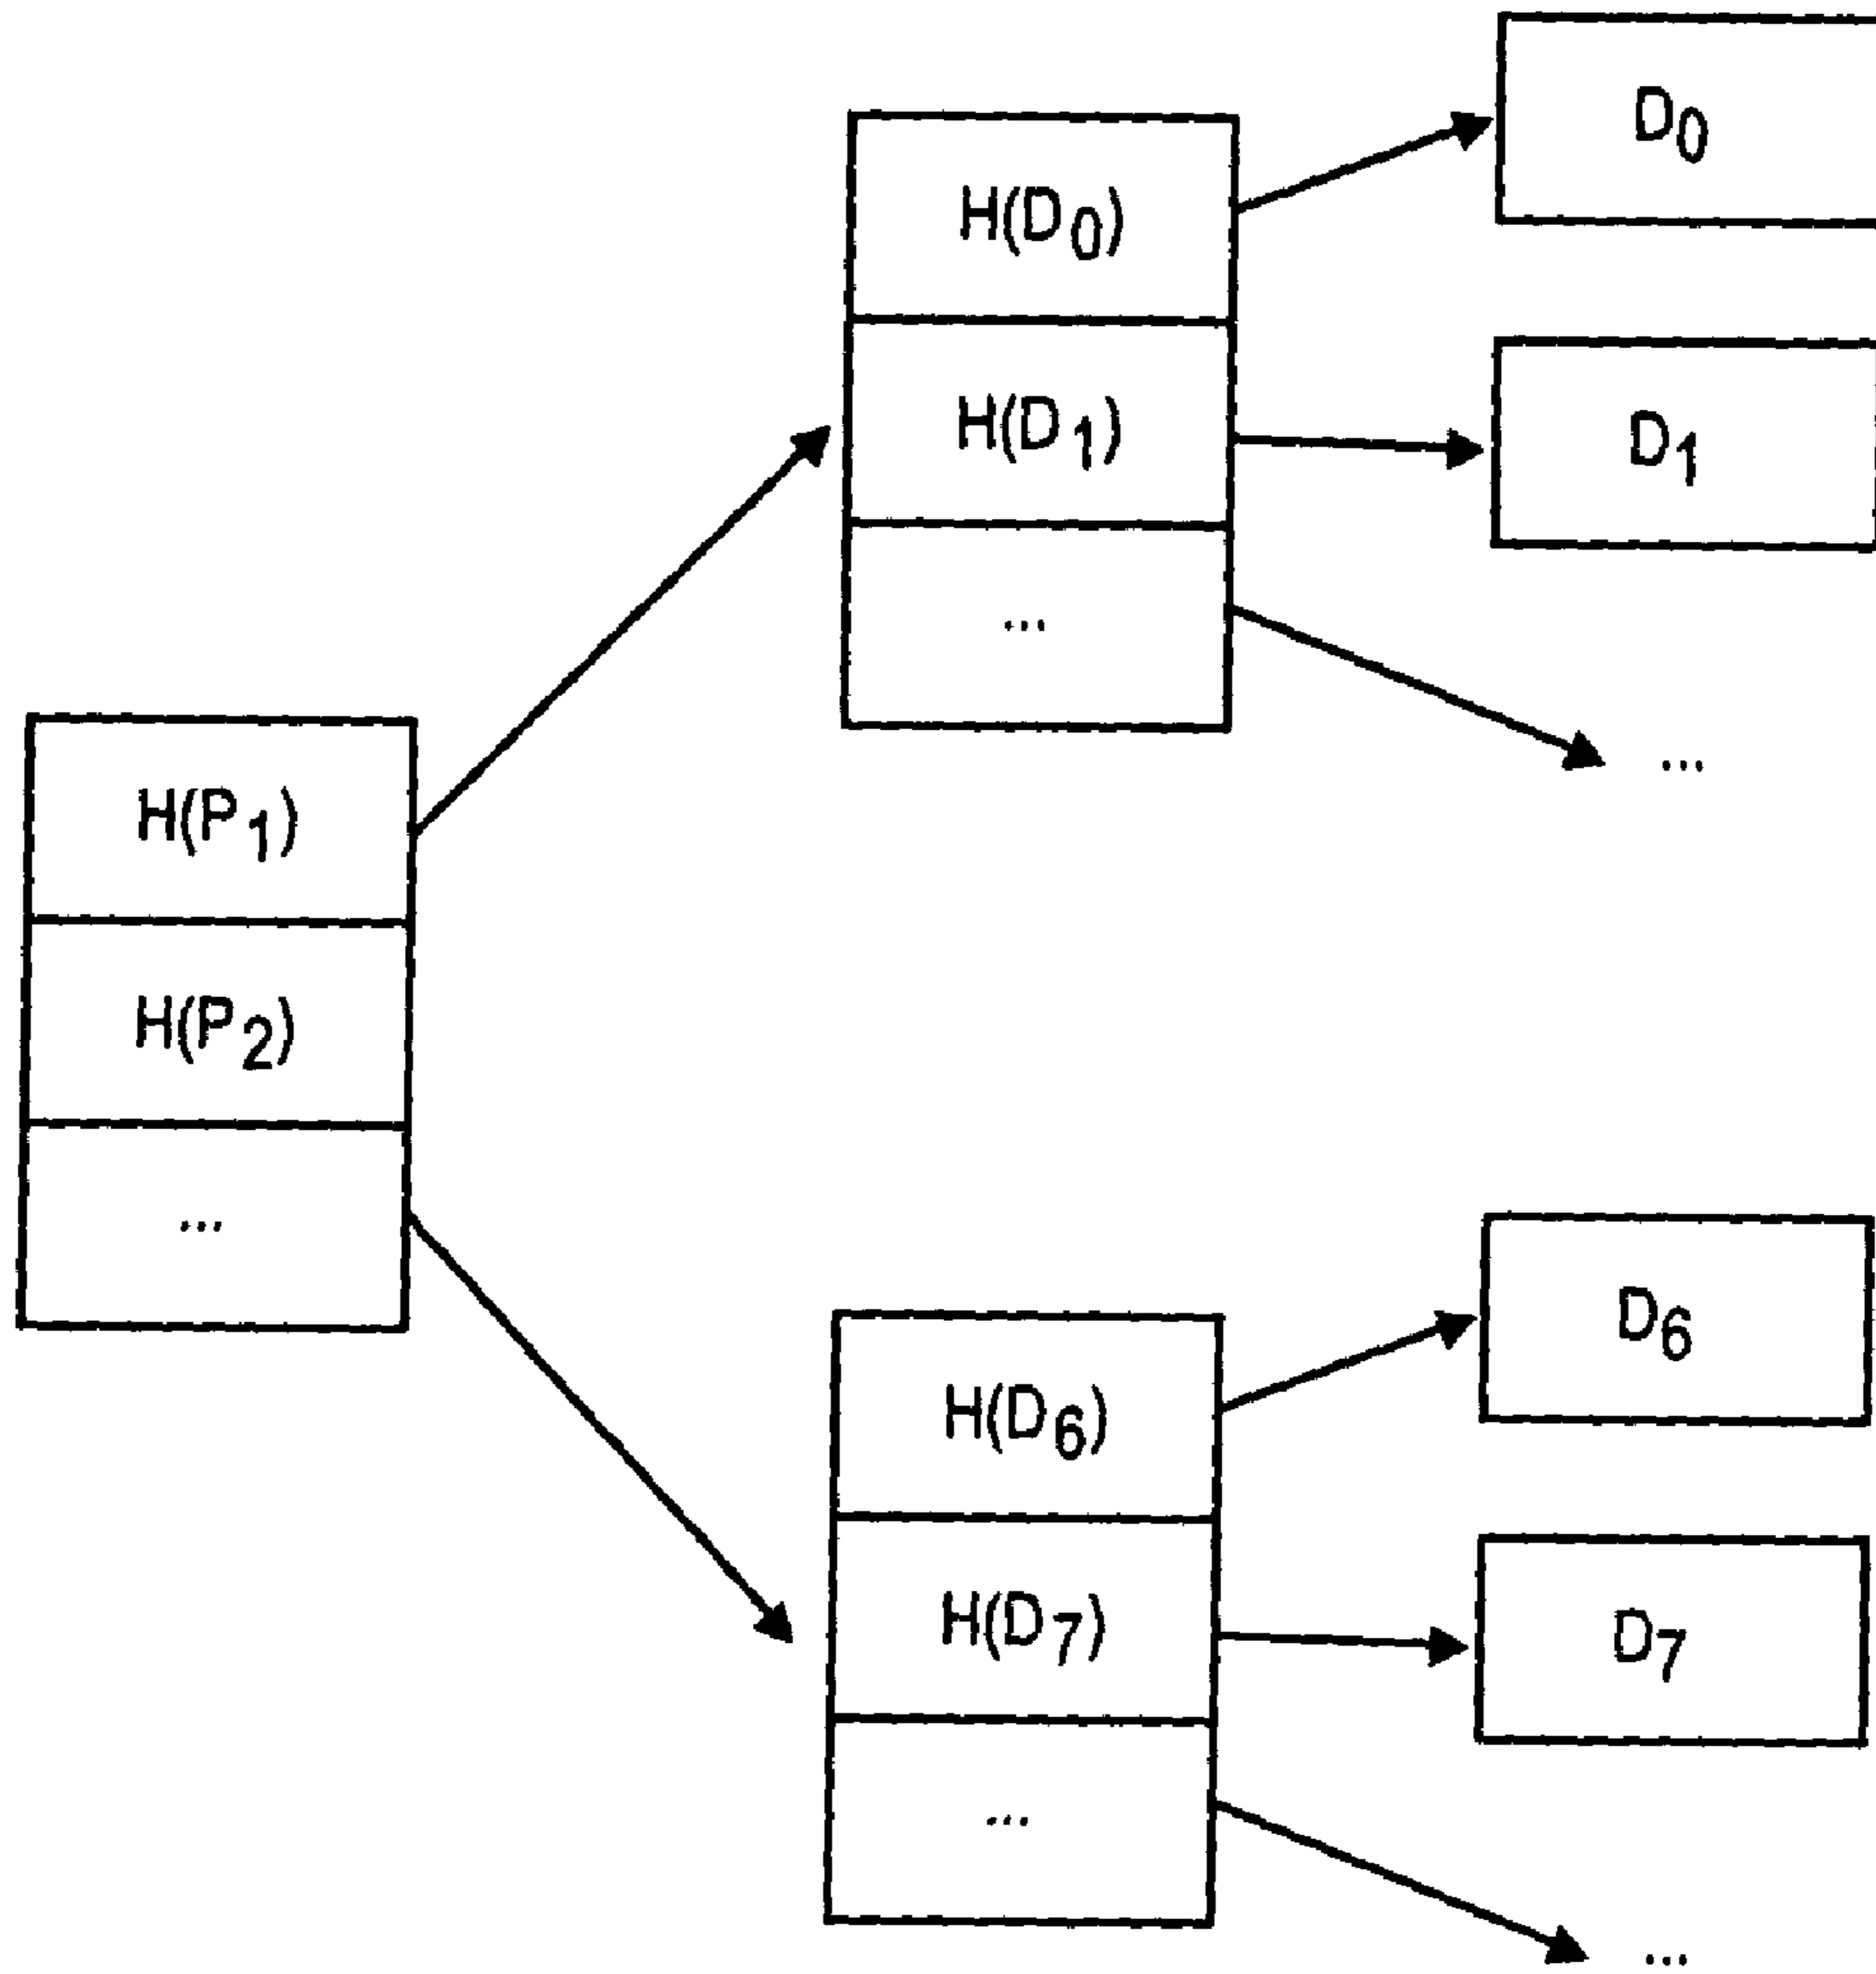 H(P₁)
H(P₂)
...
H(D₀)
H(D₁)
...
D₀
D₁
...
H(D₆)
H(D₇)
...
D₆
D₇
...